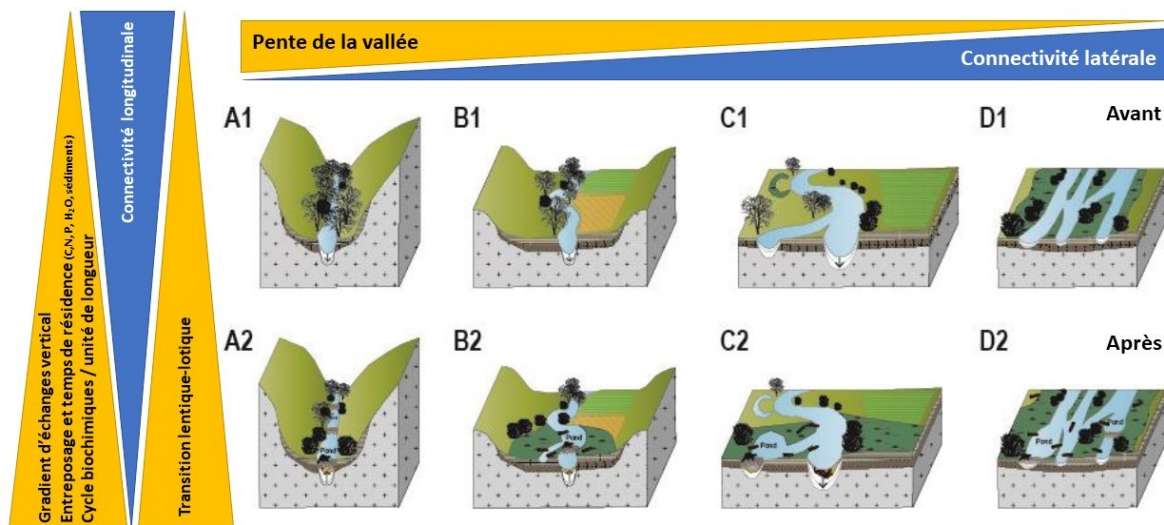 Pente de la vallée
Connectivité latérale
Connectivité longitudinale
Gradient d'échanges vertical
Entreposage et temps de résidence (C,N, P, H₂O, sédiments)
Cycle biochimiques / unité de longueur
Transition lentique-lotique
A1
B1
C1
D1
Avant
A2
B2
C2
D2
Après
Pond
Pond
Pond
Pond